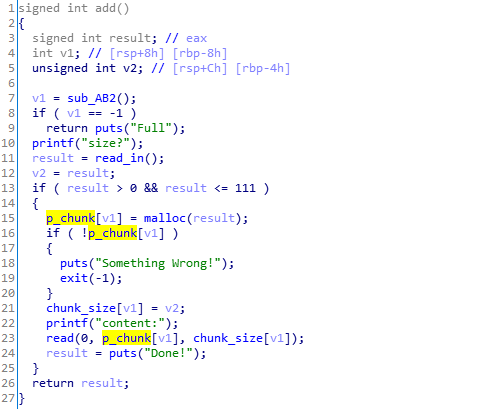 1 signed int add()
2 {
3 signed int result; // eax
4 int v1; // [rsp+8h] [rbp-8h]
5 unsigned int v2; // [rsp+Ch] [rbp-4h]
6
7 v1 = sub_AB2();
8 if ( v1 == -1 )
9 return puts("Full");
10 printf("size?");
11 result = read_in();
12 v2 = result;
13 if ( result > 0 && result <= 111 )
14 {
15 p_chunk[v1] = malloc(result);
16 if ( !p_chunk[v1] )
17 {
18 puts("Something Wrong!");
19 exit(-1);
20 }
21 chunk_size[v1] = v2;
22 printf("content:");
23 read(0, p_chunk[v1], chunk_size[v1]);
24 result = puts("Done!");
25 }
26 return result;
27 }